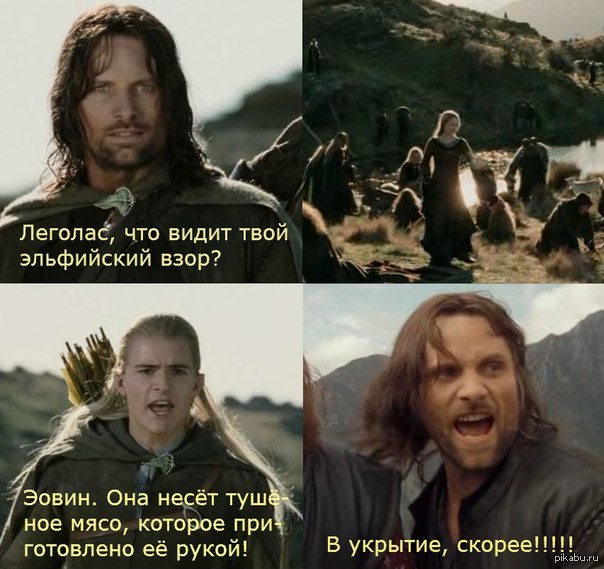 Леголас, что видит твой
эльфийский взор?
Эовин. Она несёт тушё-
ное мясо, которое при-
готовлено её рукой!
В укрытие, скорее!!!!!
pikabu.ru